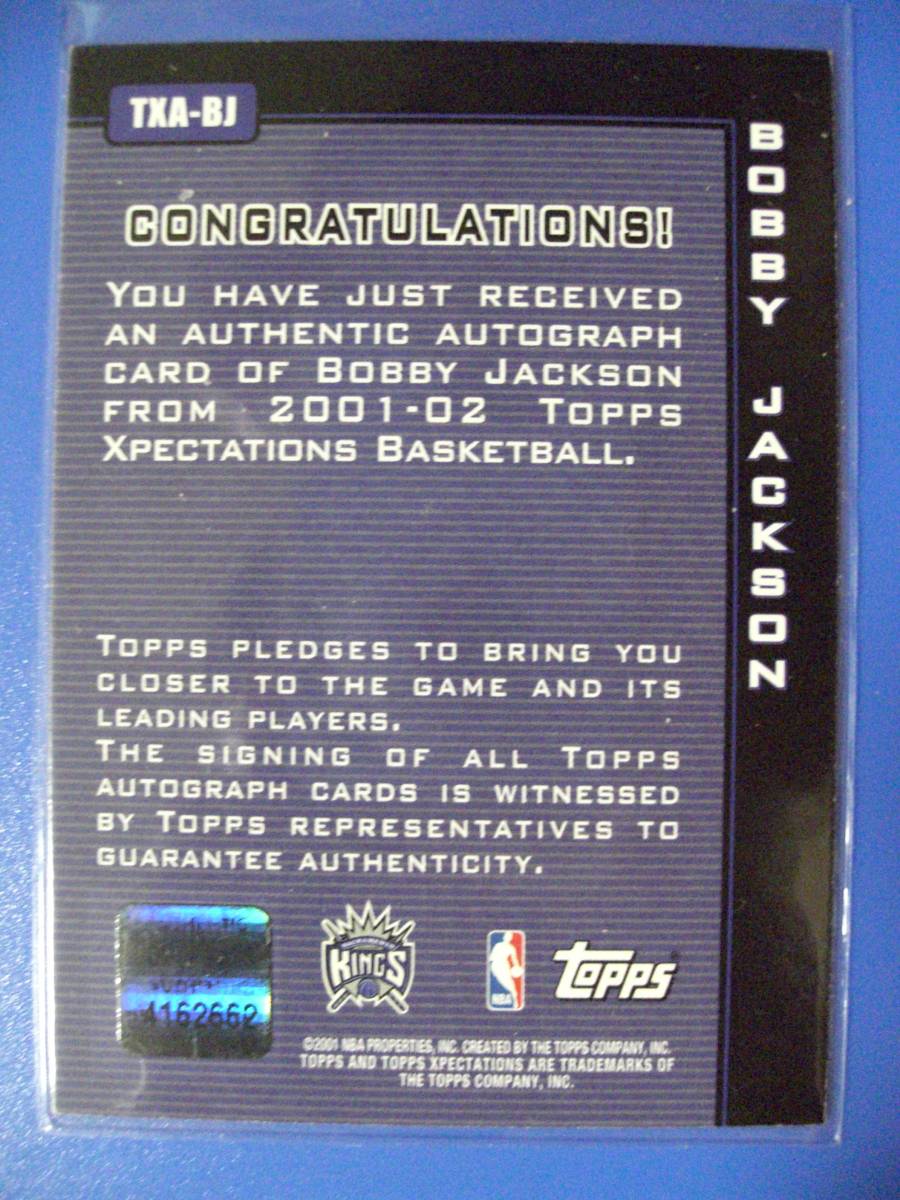 TXA-BJ
BOBBY JACKSON
CONGRATULATIONS!
YOU HAVE JUST RECEIVED
AN AUTHENTIC AUTOGRAPH
CARD OF BOBBY JACKSON
FROM 2001-02 TOPPS
XPECTATIONS BASKETBALL.
TOPPS PLEDGES TO BRING YOU
CLOSER TO THE GAME AND ITS
LEADING PLAYERS.
THE SIGNING OF ALL TOPPS
AUTOGRAPH CARDS IS WITNESSED
BY TOPPS REPRESENTATIVES TO
GUARANTEE AUTHENTICITY.
KINGS
NBA
topps
©2001 NBA PROPERTIES, INC. CREATED BY THE TOPPS COMPANY, INC.
TOPPS AND TOPPS XPECTATIONS ARE TRADEMARKS OF
THE TOPPS COMPANY, INC.